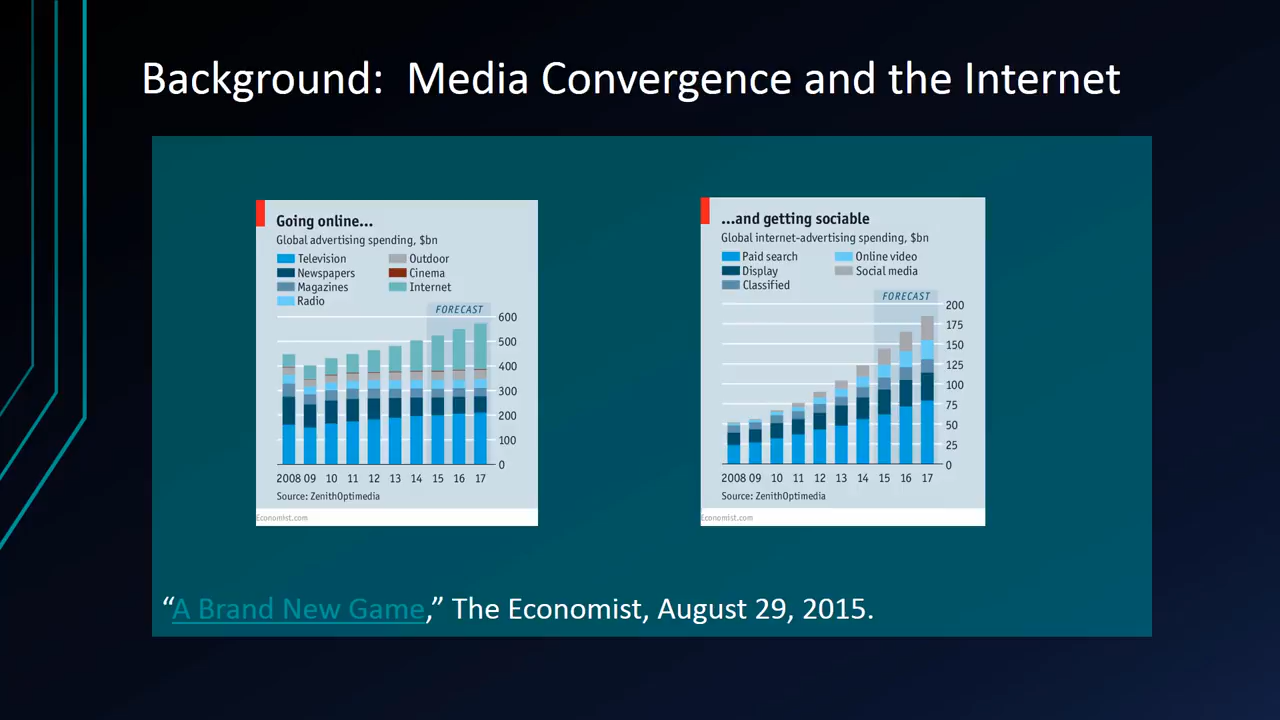 Background: Media Convergence and the Internet
Going online...
Global advertising spending, $bn
Television
Newspapers
Magazines
Radio
Outdoor
Cinema
Internet
FORECAST
600
500
400
300
200
100
0
2008 09 10 11 12 13 14 15 16 17
Source: ZenithOptimedia
Economist.com
...and getting sociable
Global internet-advertising spending, $bn
Paid search
Display
Classified
Online video
Social media
FORECAST
200
175
150
125
100
75
50
25
0
2008 09 10 11 12 13 14 15 16 17
Source: ZenithOptimedia
Economist.com
“A Brand New Game,” The Economist, August 29, 2015.